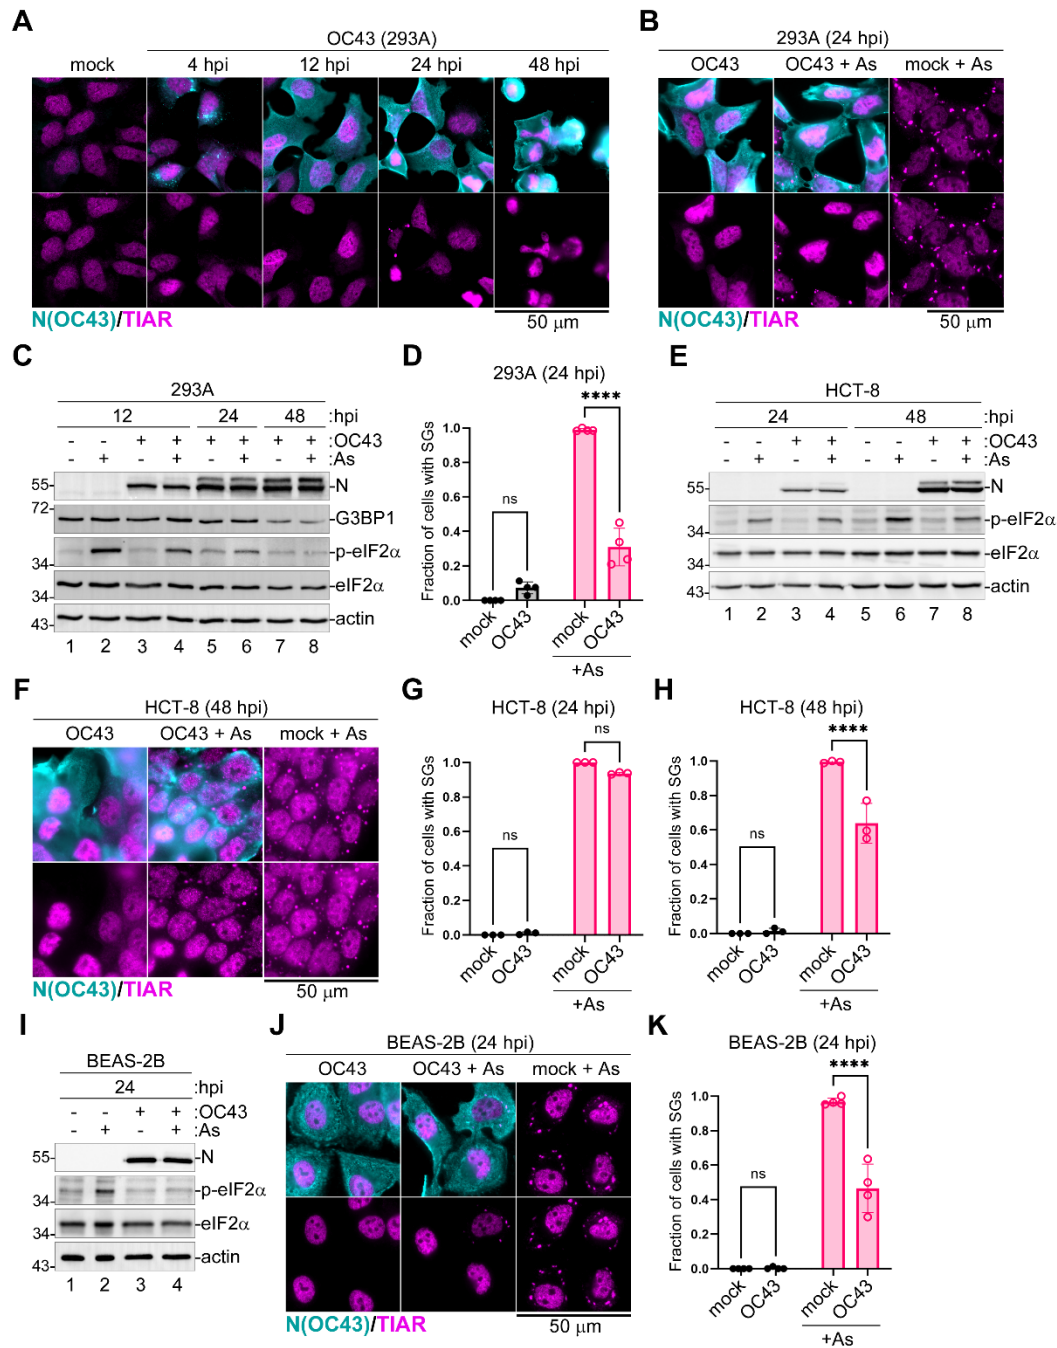 A
OC43 (293A)
mock 4 hpi 12 hpi 24 hpi 48 hpi
N(OC43)/TIAR
50 μm
B
293A (24 hpi)
OC43 OC43 + As mock + As
N(OC43)/TIAR
50 μm
C
293A
12 24 48 :hpi
- - + + + + + + :OC43
- + - + - + - + :As
55 -N
72
-G3BP1
-p-eIF2α
34
-eIF2α
34
-actin
43
1 2 3 4 5 6 7 8
D
293A (24 hpi)
****
ns
Fraction of cells with SGs
1.0
0.8
0.6
0.4
0.2
0.0
mock OC43 mock OC43
+As
E
HCT-8
24 48 :hpi
- - + + - - + + :OC43
- + - + - + - + :As
55 -N
-p-eIF2α
34
-eIF2α
34
-actin
43
1 2 3 4 5 6 7 8
F
HCT-8 (48 hpi)
OC43 OC43 + As mock + As
N(OC43)/TIAR
50 μm
G
HCT-8 (24 hpi)
ns
ns
Fraction of cells with SGs
1.0
0.8
0.6
0.4
0.2
0.0
mock OC43 mock OC43
+As
H
HCT-8 (48 hpi)
****
ns
Fraction of cells with SGs
1.0
0.8
0.6
0.4
0.2
0.0
mock OC43 mock OC43
+As
I
BEAS-2B
24 :hpi
- - + + :OC43
- + - + :As
55 -N
-p-eIF2α
34
-eIF2α
34
-actin
43
1 2 3 4
J
BEAS-2B (24 hpi)
OC43 OC43 + As mock + As
N(OC43)/TIAR
50 μm
K
BEAS-2B (24 hpi)
****
ns
Fraction of cells with SGs
1.0
0.8
0.6
0.4
0.2
0.0
mock OC43 mock OC43
+As